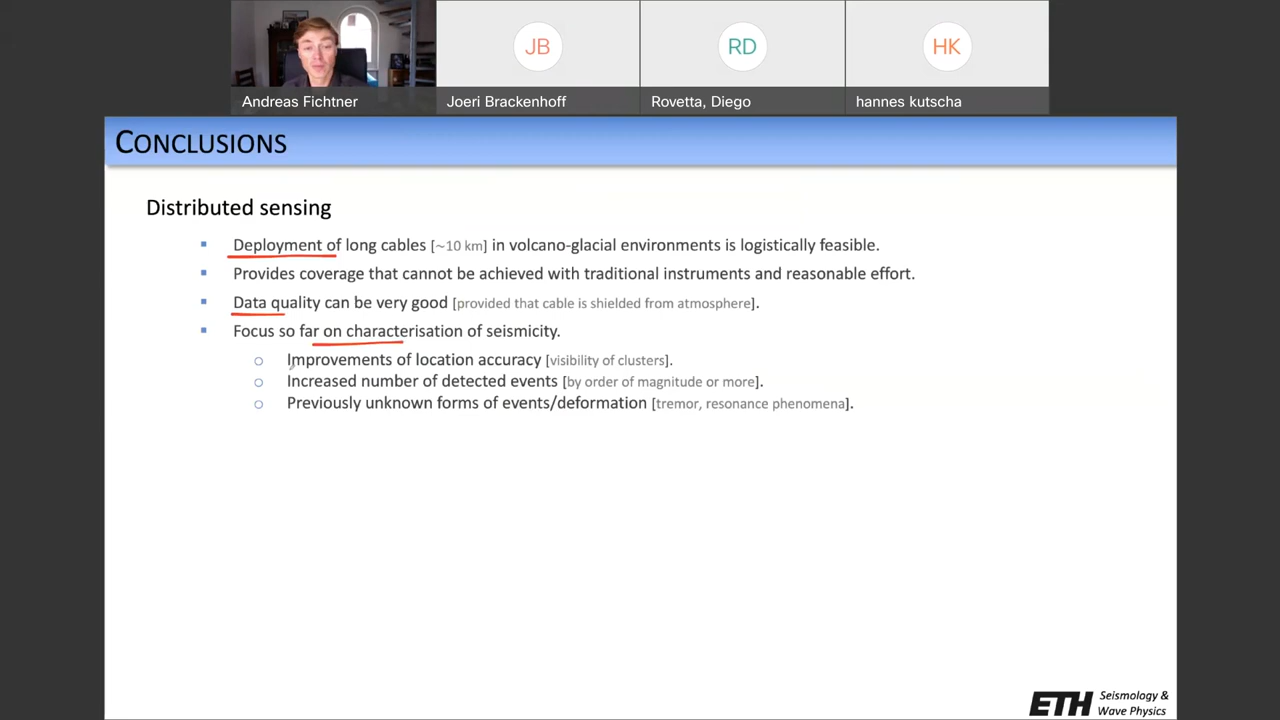 JB
RD
HK
Andreas Fichtner
Joeri Brackenhoff
Rovetta, Diego
hannes kutscha
CONCLUSIONS
Distributed sensing
Deployment of long cables [~10 km] in volcano-glacial environments is logistically feasible.
Provides coverage that cannot be achieved with traditional instruments and reasonable effort.
Data quality can be very good [provided that cable is shielded from atmosphere].
Focus so far on characterisation of seismicity.
Improvements of location accuracy [visibility of clusters].
Increased number of detected events [by order of magnitude or more].
Previously unknown forms of events/deformation [tremor, resonance phenomena].
ETH Seismology &
Wave Physics